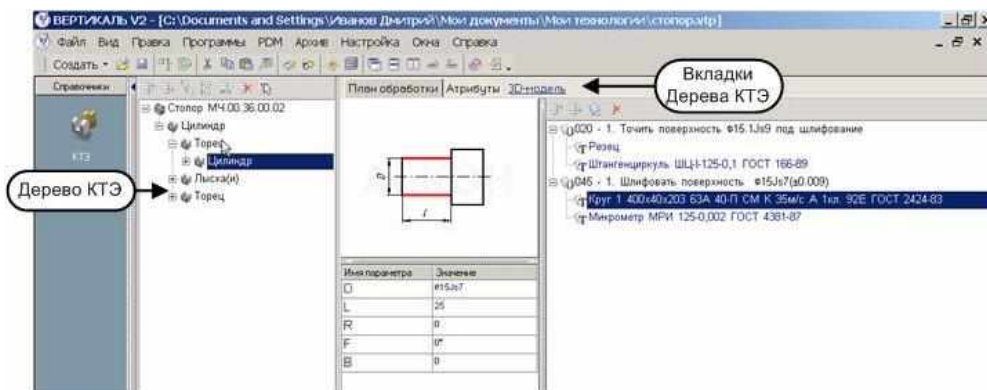 ВЕРТИКАЛЬ V2 - [C:\Documents and Settings\Иванов Дмитрий\Мои документы\Мои технологии\стопор.vtp]
Файл Вид Правка Программы PDM Архив Настройка Окна Справка
Создать
Справочники
КТЭ
План обработки Атрибуты 3D-модель
Вкладки
Дерева КТЭ
Стопор МЧ.00.36.00.02
Цилиндр
Торец
Цилиндр
Лыска(и)
Торец
Дерево КТЭ
D
l
Имя параметра Значение
D ø15Js7
L 25
R 0
F 0°
B 0
020 - 1. Точить поверхность ø15.1Js9 под шлифование
Резец
Штангенциркуль ШЦ-I-125-0,1 ГОСТ 166-89
045 - 1. Шлифовать поверхность ø15Js7(±0.009)
Круг 1 400x40x203 63А 40-П СМ К 35м/с А 1кл. 92Е ГОСТ 2424-83
Микрометр МРИ 125-0,002 ГОСТ 4381-87